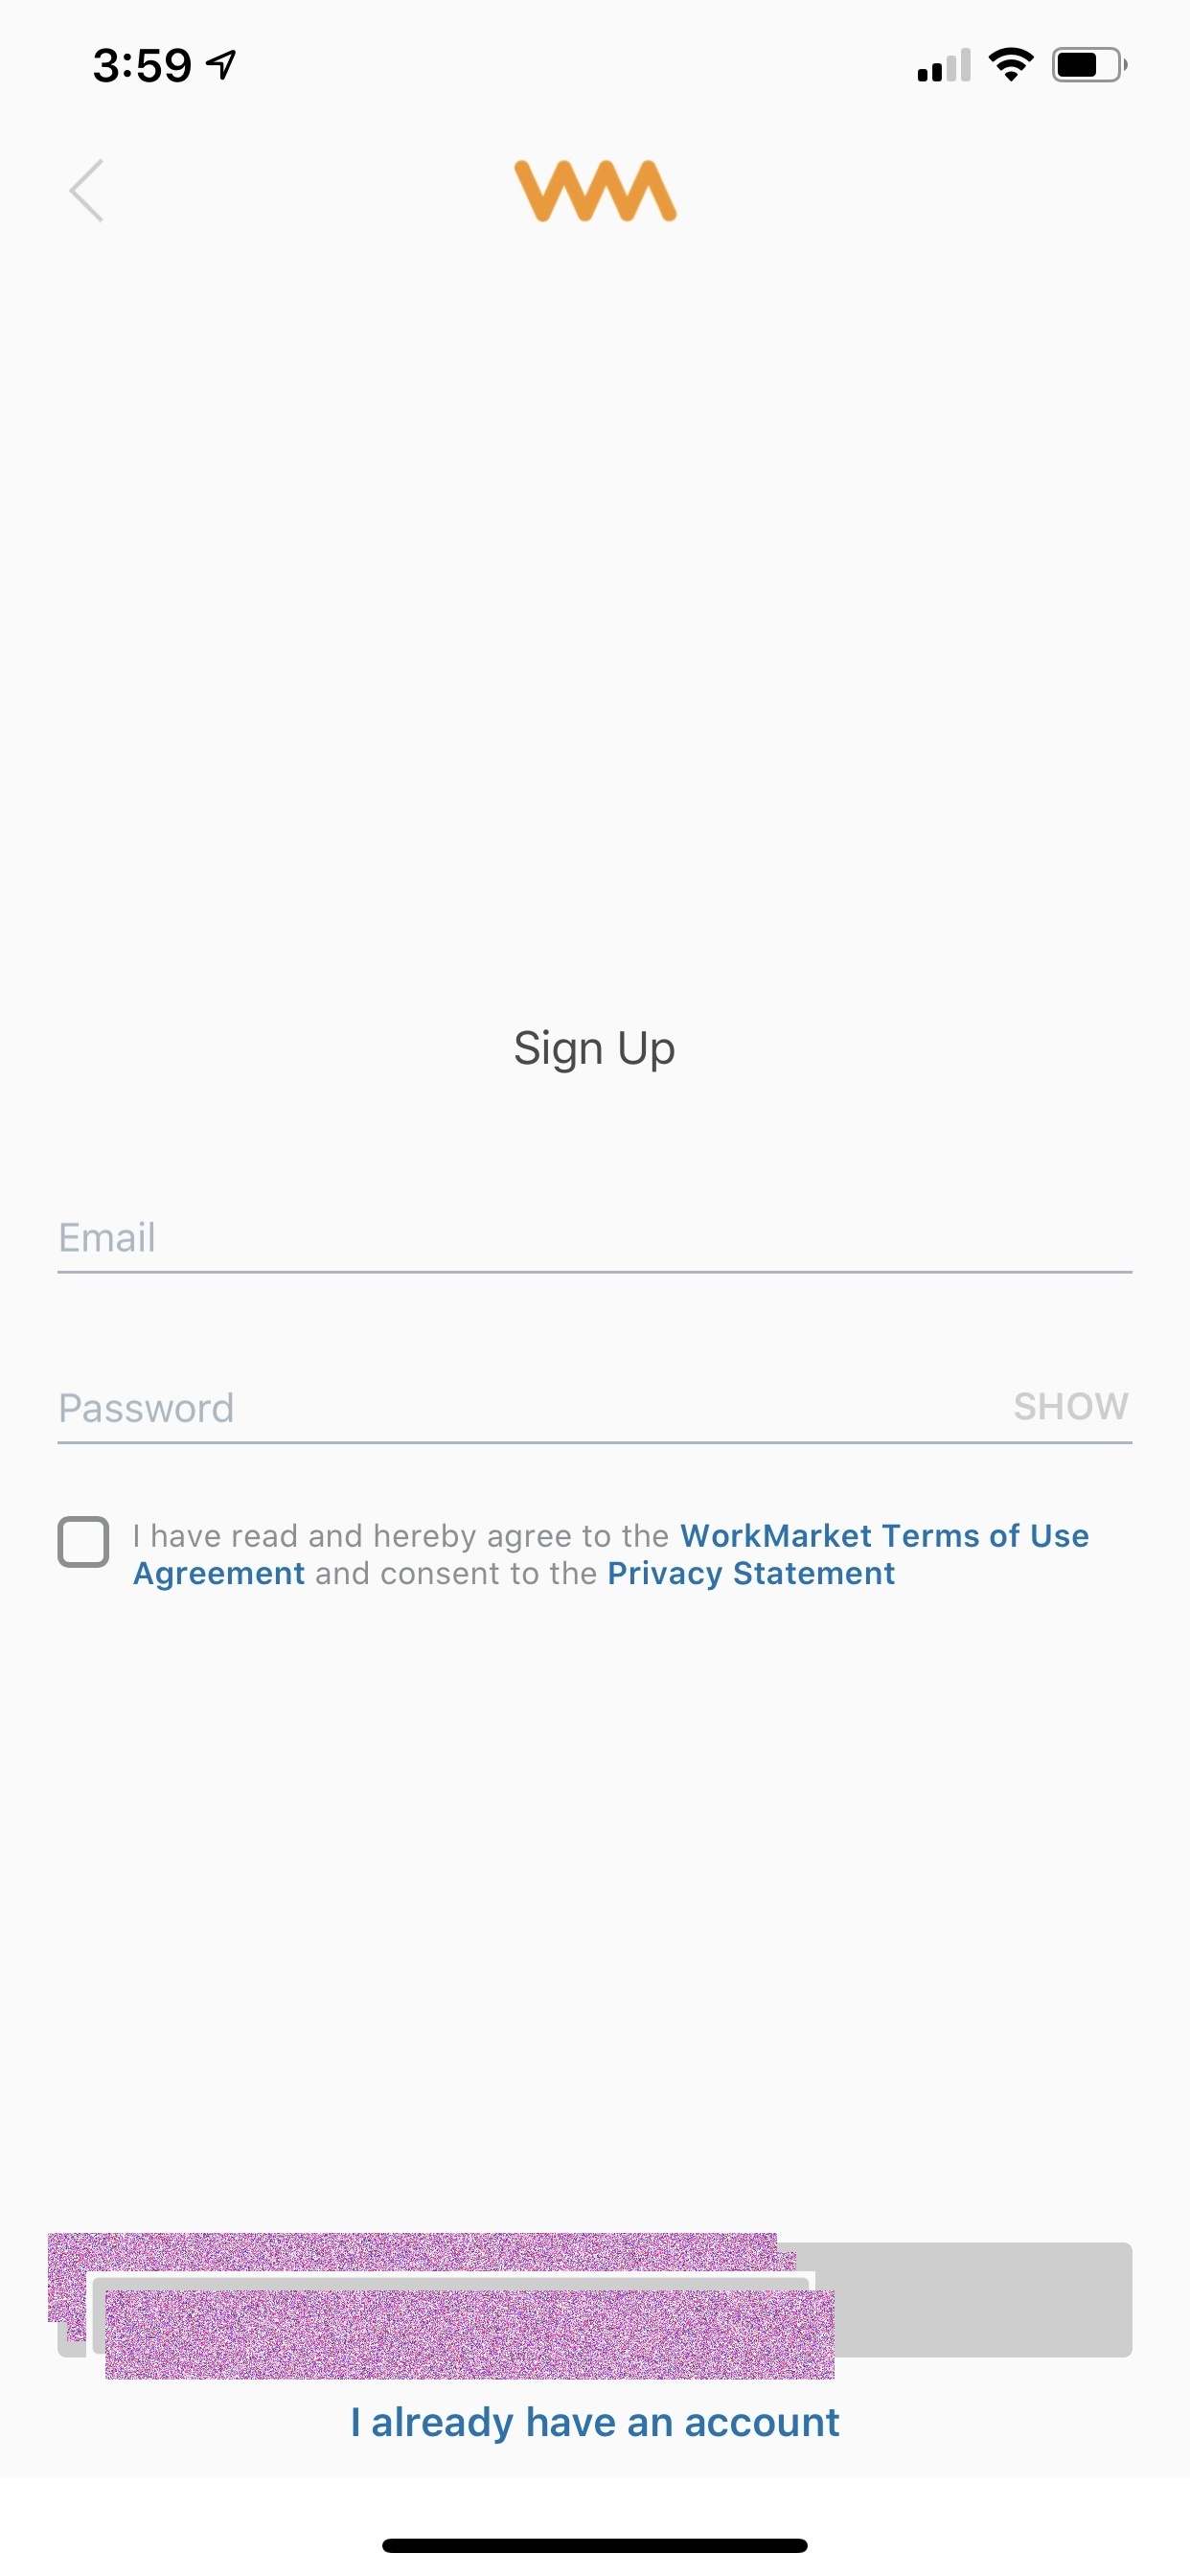 3:59
WM
Sign Up
Email
Password SHOW
I have read and hereby agree to the WorkMarket Terms of Use
Agreement and consent to the Privacy Statement
I already have an account